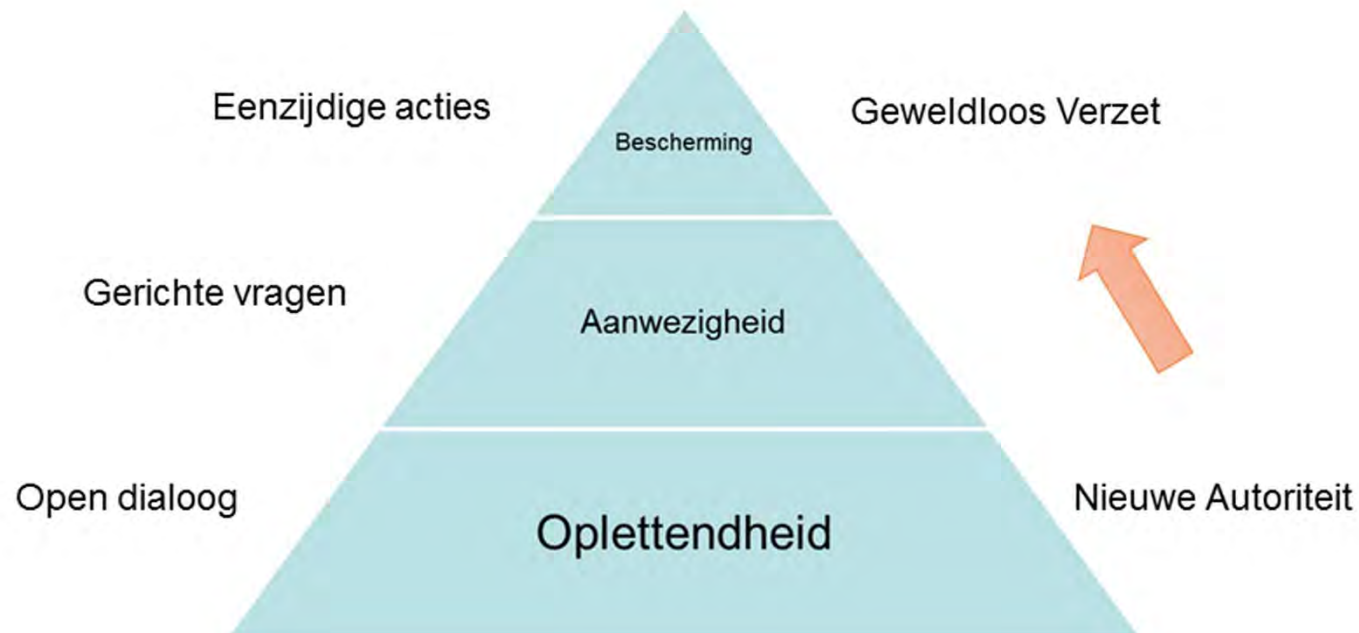 Eenzijdige acties
Geweldloos Verzet
Bescherming
Gerichte vragen
Aanwezigheid
Open dialoog
Nieuwe Autoriteit
Oplettendheid